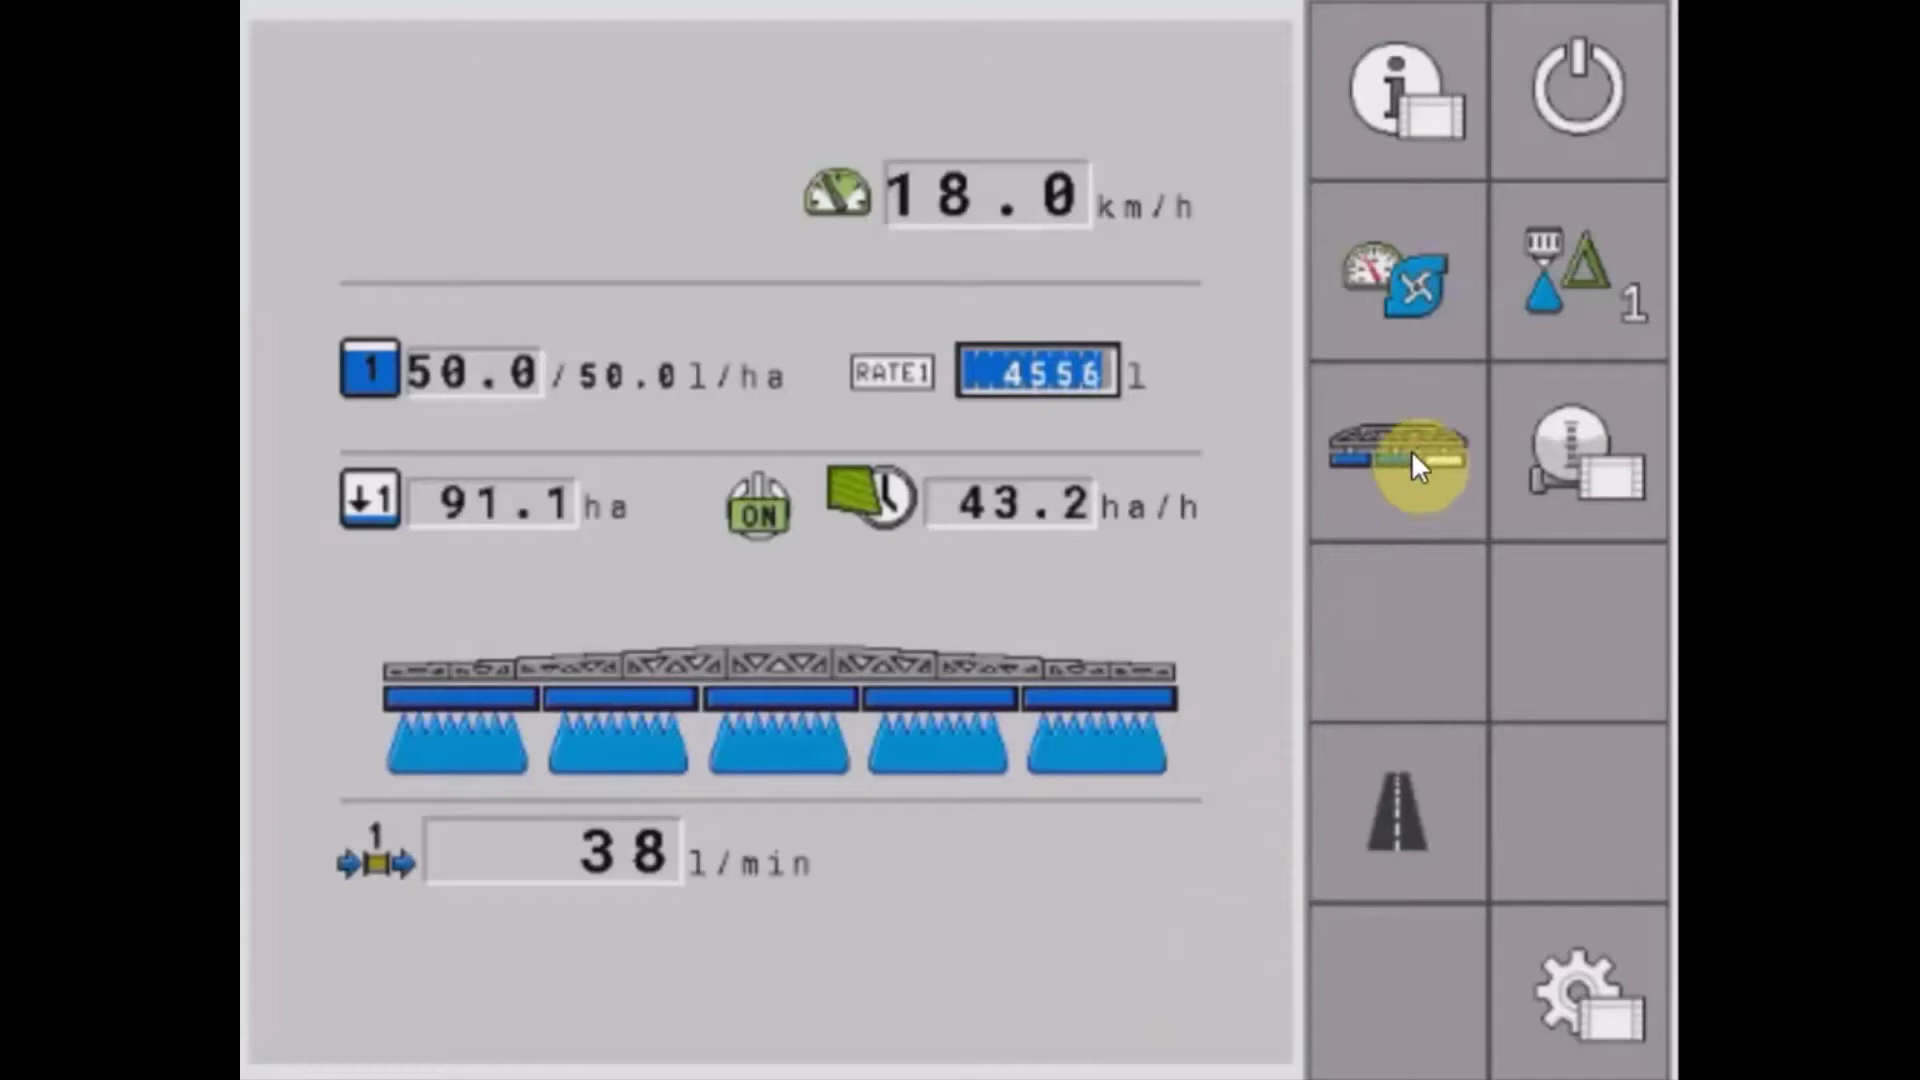 i
18.0 km/h
1
1 50.0/50.0 l/ha RATE1 4556 l
1 91.1 ha ON 43.2 ha/h
1
38 l/min